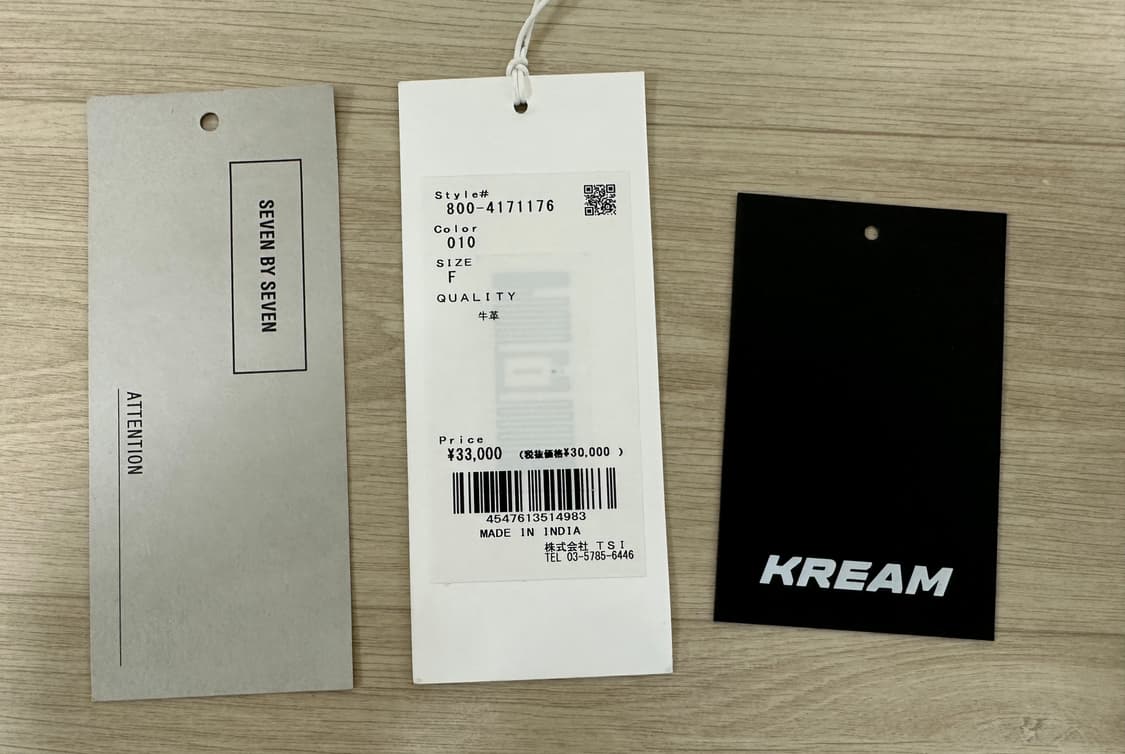 SEVEN BY SEVEN
ATTENTION
Style#
800-4171176
Color
010
SIZE
F
QUALITY
牛革
Price
¥33,000 (税抜価格¥30,000 )
4547613514983
MADE IN INDIA
株式会社 TSI
TEL 03-5785-6446
KREAM